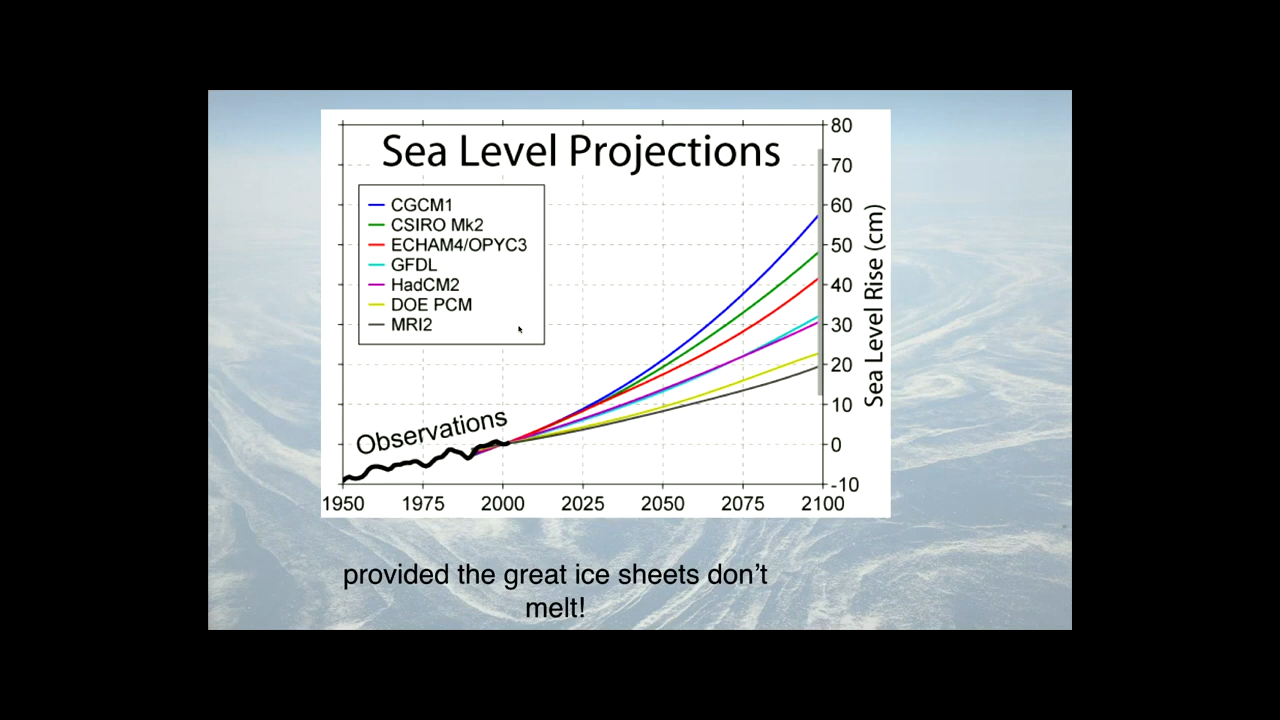 Sea Level Projections
CGCM1
CSIRO Mk2
ECHAM4/OPYC3
GFDL
HadCM2
DOE PCM
MRI2
Observations
80
70
60
50
40
30
20
10
0
-10
Sea Level Rise (cm)
1950 1975 2000 2025 2050 2075 2100
provided the great ice sheets don’t
melt!